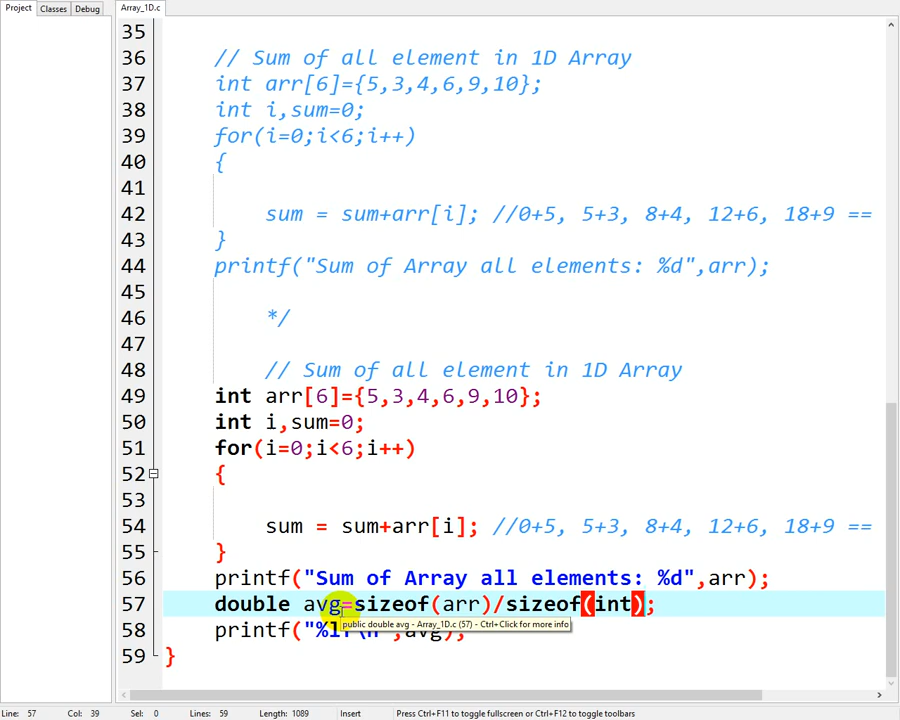 Project Classes Debug Array_1D.c
35
36 // Sum of all element in 1D Array
37 int arr[6]={5,3,4,6,9,10};
38 int i,sum=0;
39 for(i=0;i<6;i++)
40 {
41
42 sum = sum+arr[i]; //0+5, 5+3, 8+4, 12+6, 18+9 ==
43 }
44 printf("Sum of Array all elements: %d",arr);
45
46 */
47
48 // Sum of all element in 1D Array
49 int arr[6]={5,3,4,6,9,10};
50 int i,sum=0;
51 for(i=0;i<6;i++)
52 {
53
54 sum = sum+arr[i]; //0+5, 5+3, 8+4, 12+6, 18+9 ==
55 }
56 printf("Sum of Array all elements: %d",arr);
57 double avg=sizeof(arr)/sizeof(int);
public double avg - Array_1D.c (57) - Ctrl+Click for more info
58 printf("%lf\n",avg);
59 }
Line: 57 Col: 39 Sel: 0 Lines: 59 Length: 1089 Insert Press Ctrl+F11 to toggle fullscreen or Ctrl+F12 to toggle toolbars